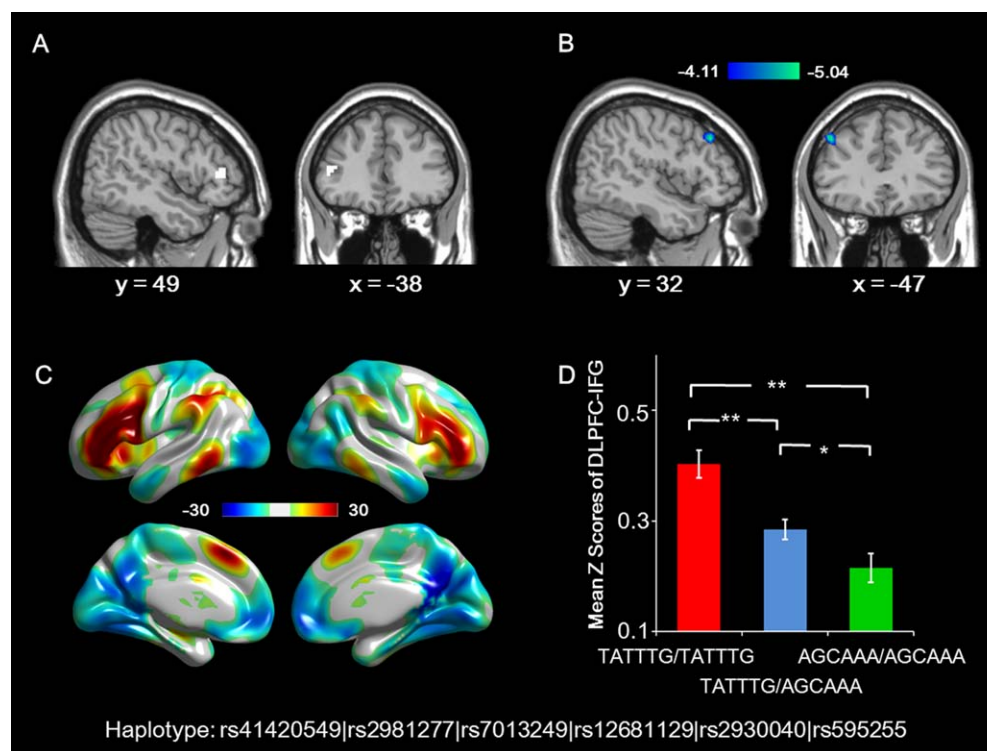 A
B
−4.11 −5.04
y = 49 x = -38 y = 32 x = -47
C
−30 30
D
Mean Z Scores of DLPFC-IFG
0.5
0.3
0.1
**
**
*
TATTTG/TATTTG AGCAAA/AGCAAA
TATTTG/AGCAAA
Haplotype: rs41420549|rs2981277|rs7013249|rs12681129|rs2930040|rs595255